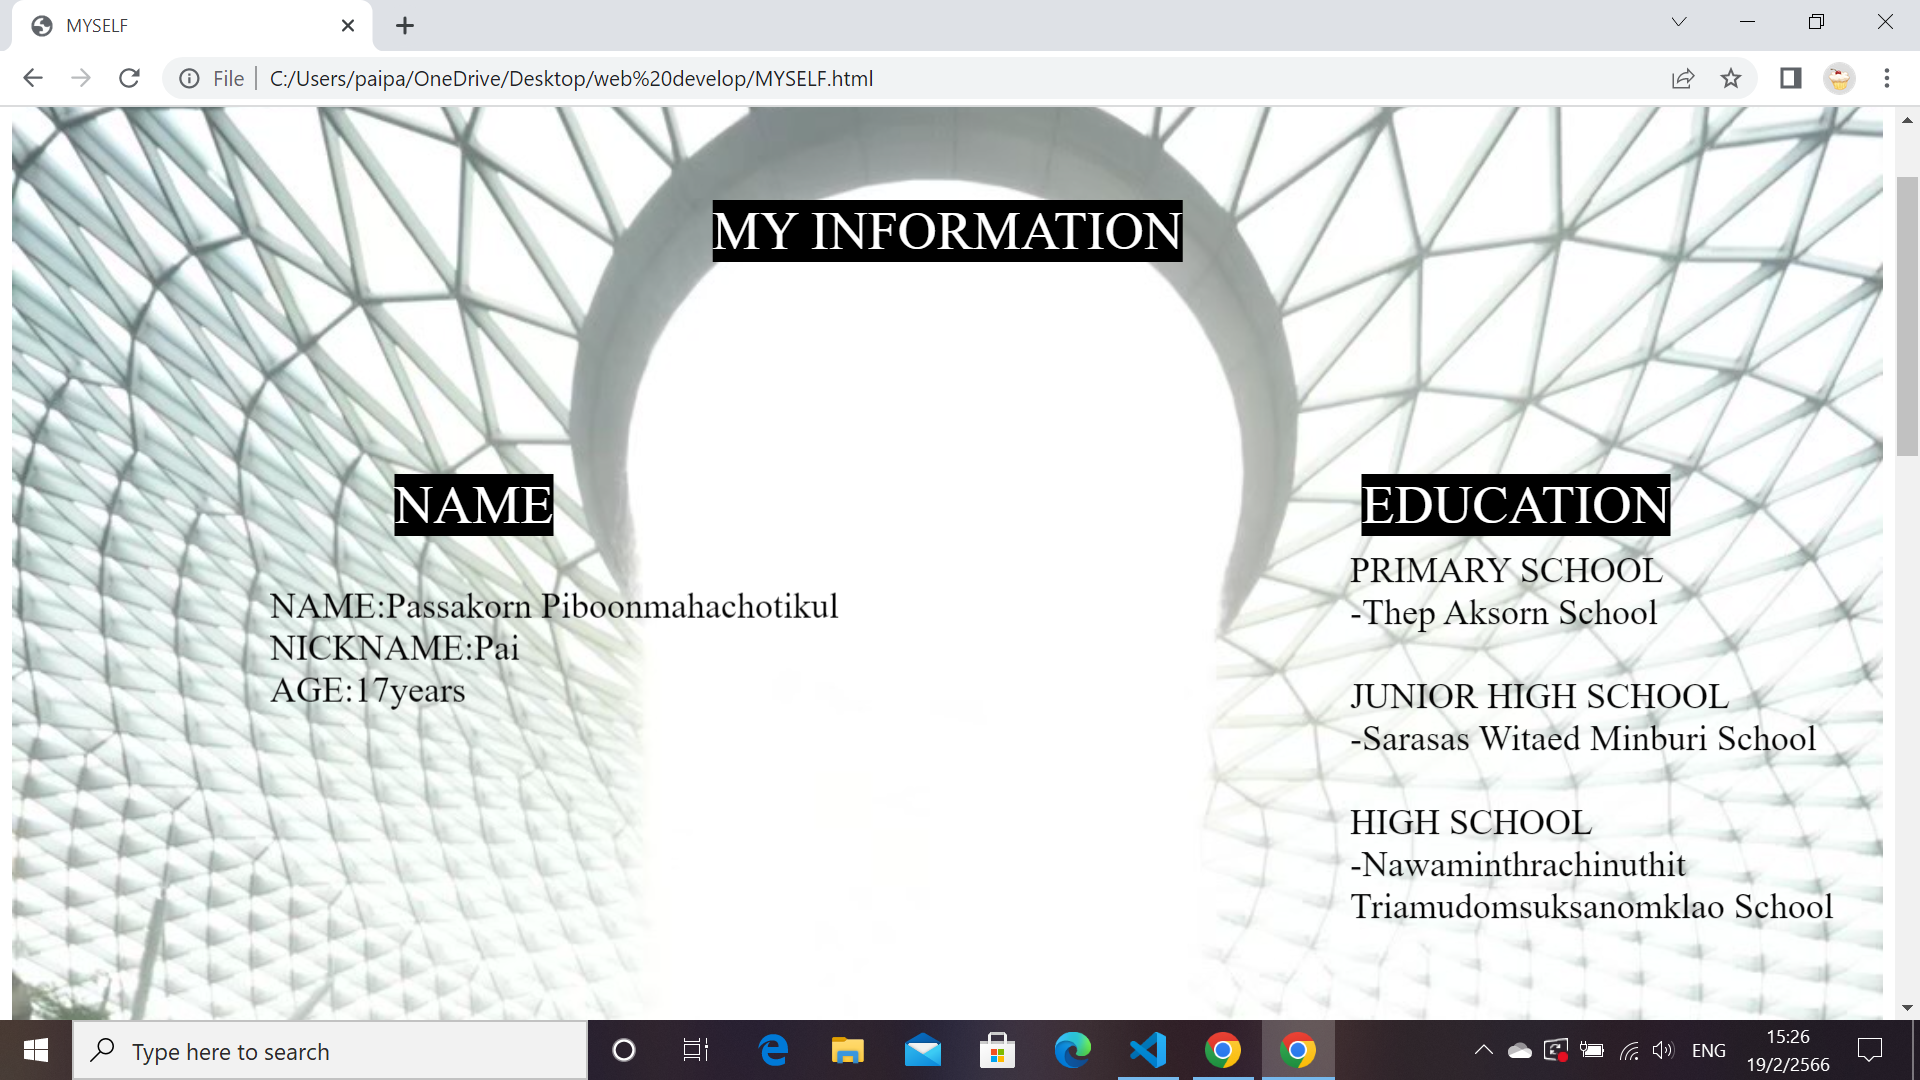 MYSELF
File
C:/Users/paipa/OneDrive/Desktop/web%20develop/MYSELF.html
MY INFORMATION
NAME
NAME:Passakorn Piboonmahachotikul
NICKNAME:Pai
AGE:17years
EDUCATION
PRIMARY SCHOOL
-Thep Aksorn School
JUNIOR HIGH SCHOOL
-Sarasas Witaed Minburi School
HIGH SCHOOL
-Nawaminthrachinuthit
Triamudomsuksanomklao School
Type here to search
ENG
15:26
19/2/2566